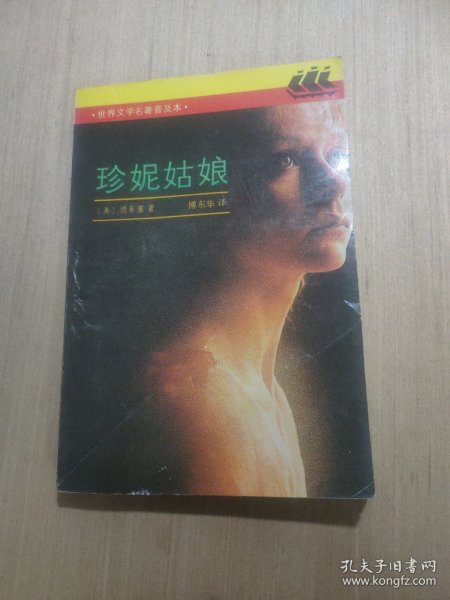 ·世界文学名著普及本·
珍妮姑娘
〔美〕德莱塞 著
傅东华 译
孔夫子旧书网
www.kongfz.com